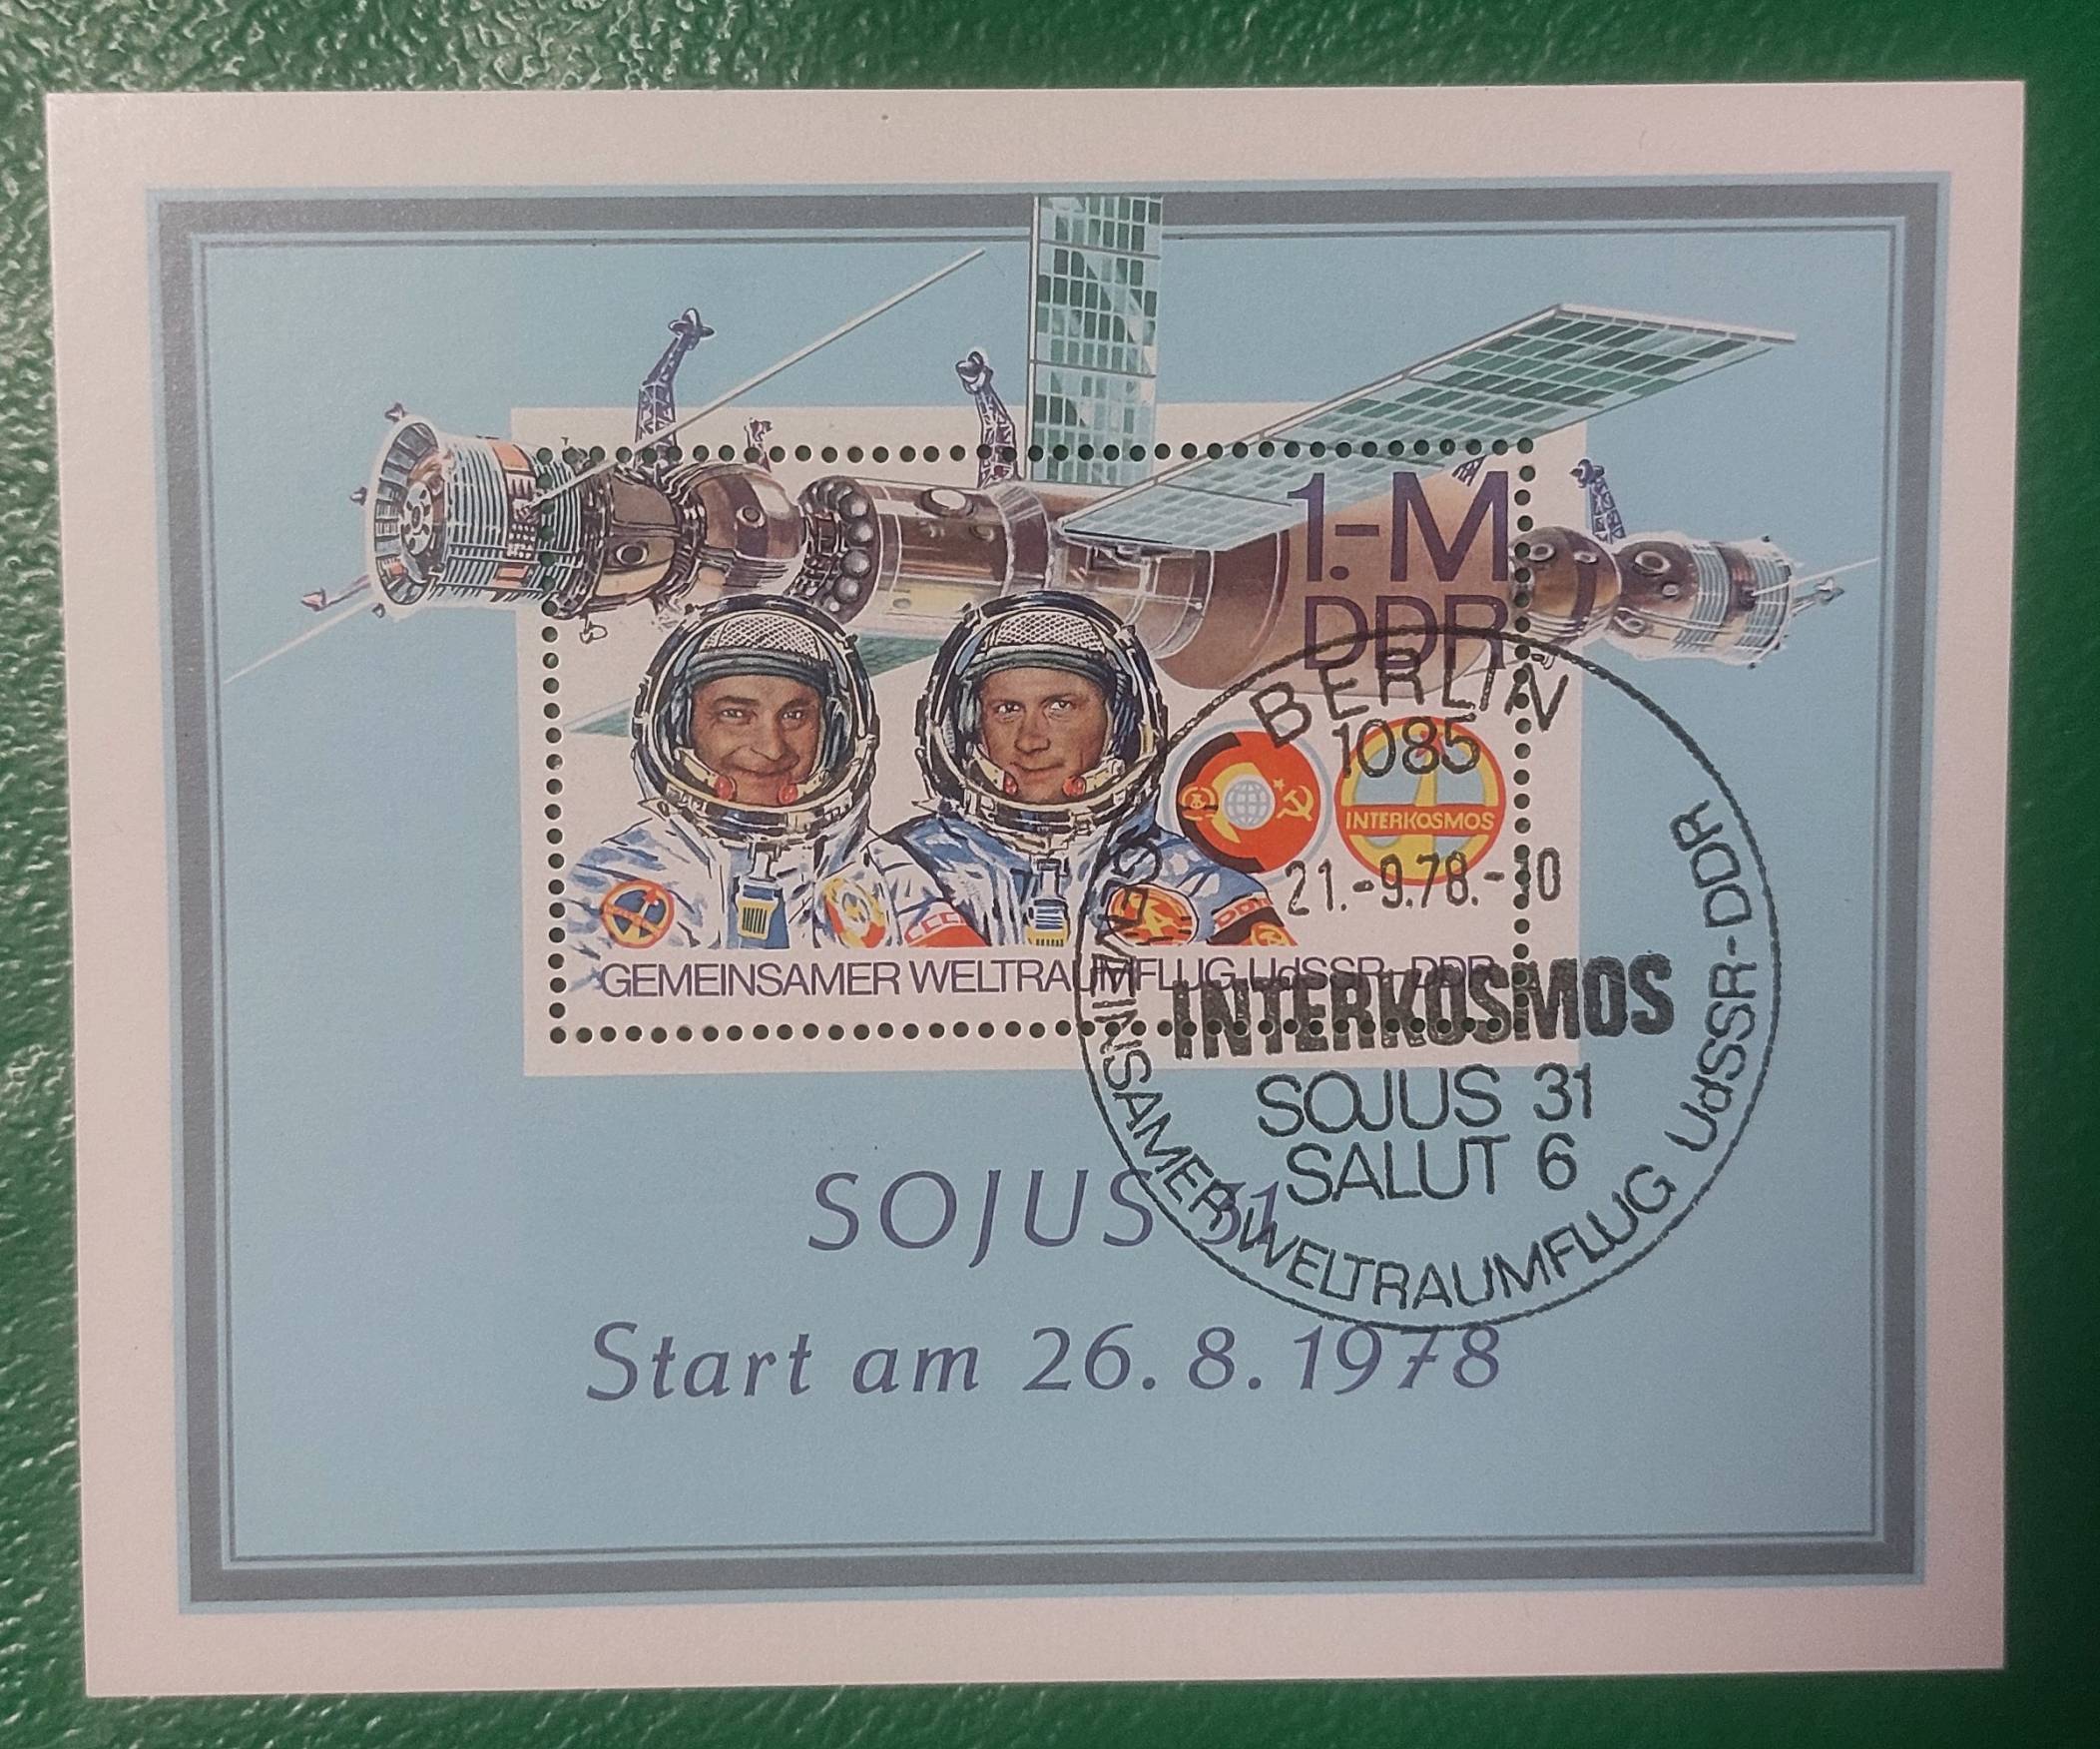 1.-M
DDR
BERLIN
1085
INTERKOSMOS
21.-9.78.-10
GEMEINSAMER WELTRAUMFLUG UdSSR-DDR
INTERKOSMOS
SOJUS 31
SALUT 6
GEMEINSAMER WELTRAUMFLUG UdSSR-DDR
SOJUS 31
Start am 26.8.1978